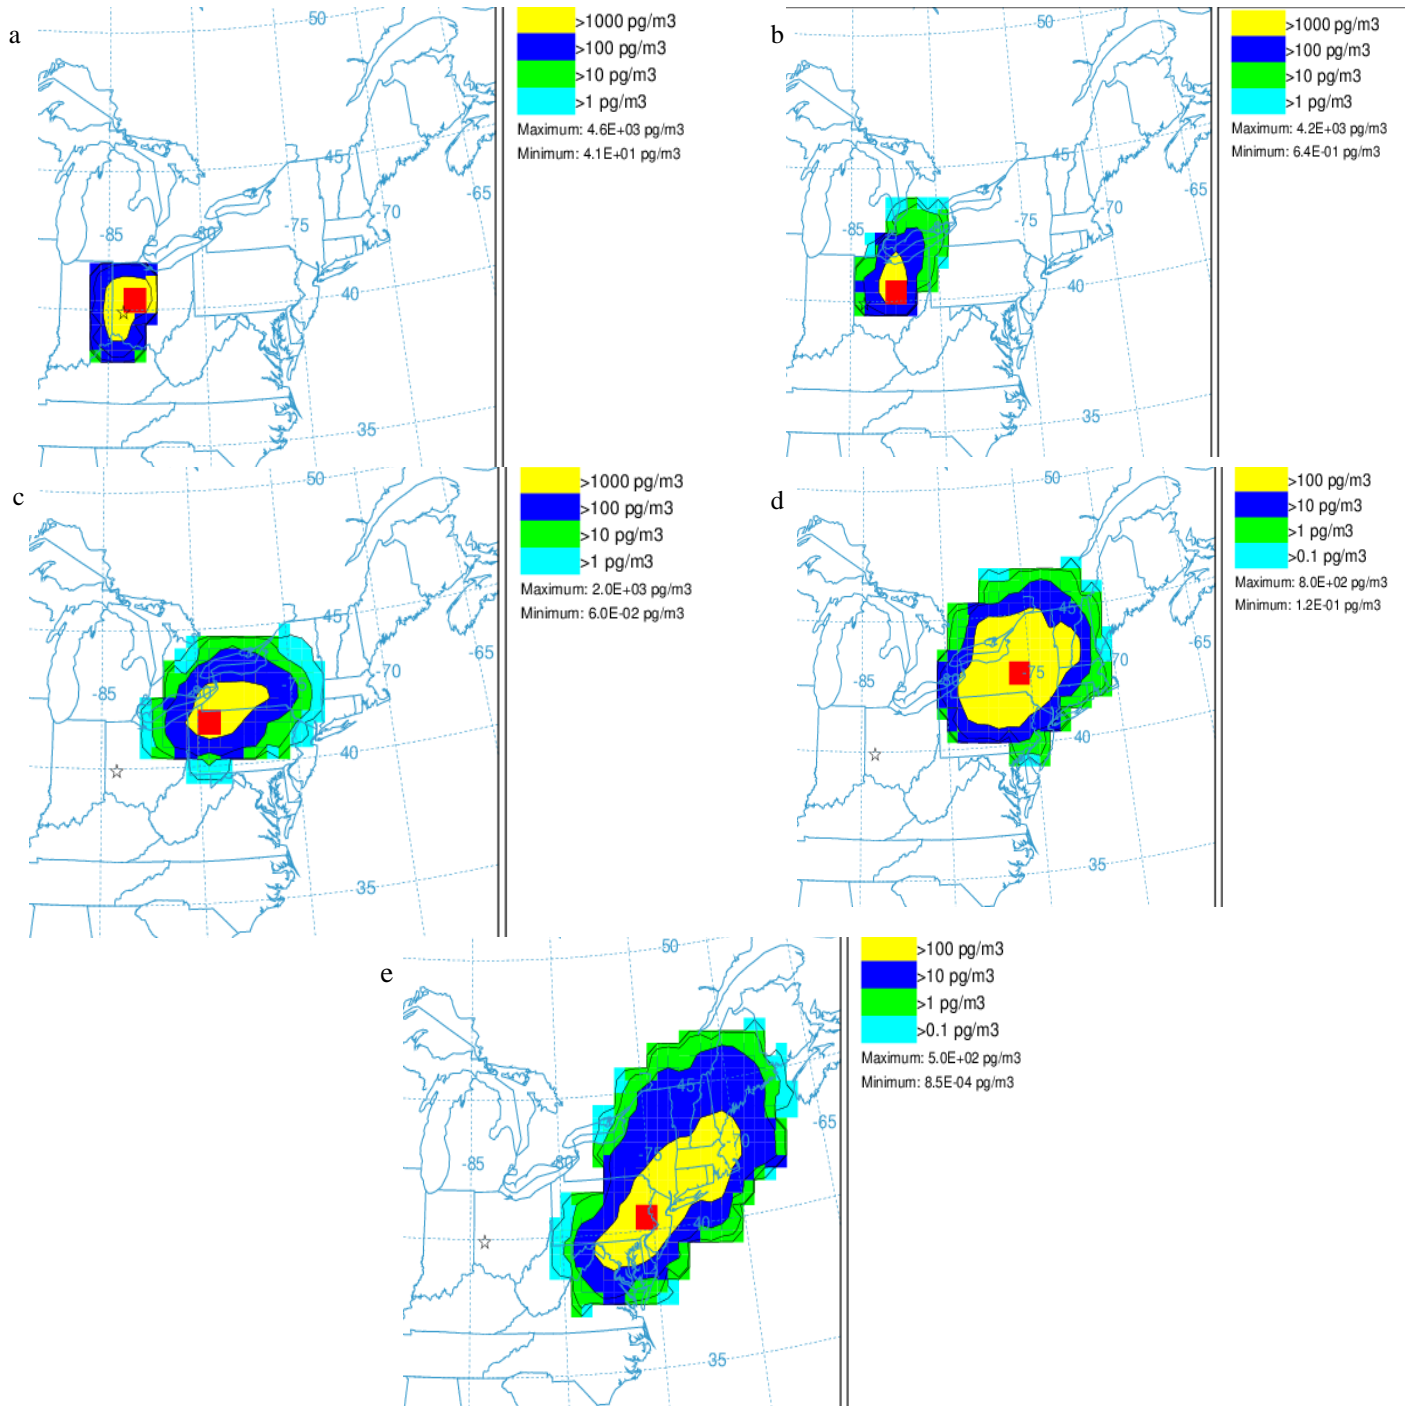 a
50
45
-65
-70
-75
-80
-85
40
35
>1000 pg/m3
>100 pg/m3
>10 pg/m3
>1 pg/m3
Maximum: 4.6E+03 pg/m3
Minimum: 4.1E+01 pg/m3
b
50
45
-65
-70
-75
-85
40
35
>1000 pg/m3
>100 pg/m3
>10 pg/m3
>1 pg/m3
Maximum: 4.2E+03 pg/m3
Minimum: 6.4E-01 pg/m3
c
50
45
-65
-70
-85
40
35
>1000 pg/m3
>100 pg/m3
>10 pg/m3
>1 pg/m3
Maximum: 2.0E+03 pg/m3
Minimum: 6.0E-02 pg/m3
d
50
45
-65
-70
-75
-85
40
35
>100 pg/m3
>10 pg/m3
>1 pg/m3
>0.1 pg/m3
Maximum: 8.0E+02 pg/m3
Minimum: 1.2E-01 pg/m3
e
50
45
-65
-70
-75
-80
-85
40
35
>100 pg/m3
>10 pg/m3
>1 pg/m3
>0.1 pg/m3
Maximum: 5.0E+02 pg/m3
Minimum: 8.5E-04 pg/m3